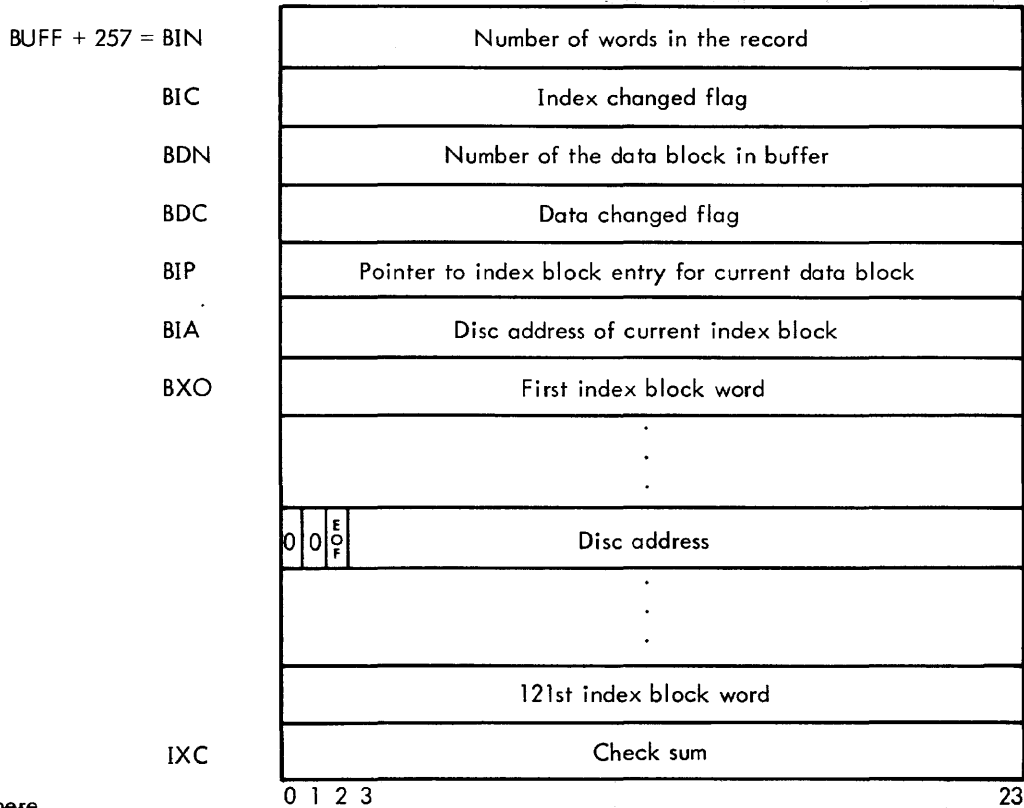 BUFF + 257 = BIN Number of words in the record
BIC Index changed flag
BDN Number of the data block in buffer
BDC Data changed flag
BIP Pointer to index block entry for current data block
BIA Disc address of current index block
BXO First index block word
.
.
.
0 0 EOF Disc address
.
.
.
121st index block word
IXC Check sum
0 1 2 3 23